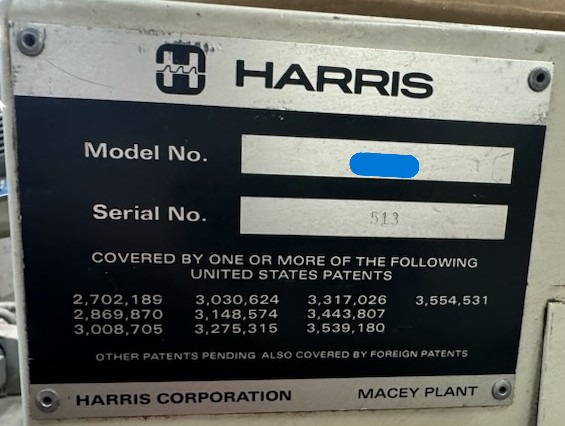 HARRIS
Model No.
Serial No. 513
COVERED BY ONE OR MORE OF THE FOLLOWING
UNITED STATES PATENTS
2,702,189 3,030,624 3,317,026 3,554,531
2,869,870 3,148,574 3,443,807
3,008,705 3,275,315 3,539,180
OTHER PATENTS PENDING ALSO COVERED BY FOREIGN PATENTS
HARRIS CORPORATION MACEY PLANT